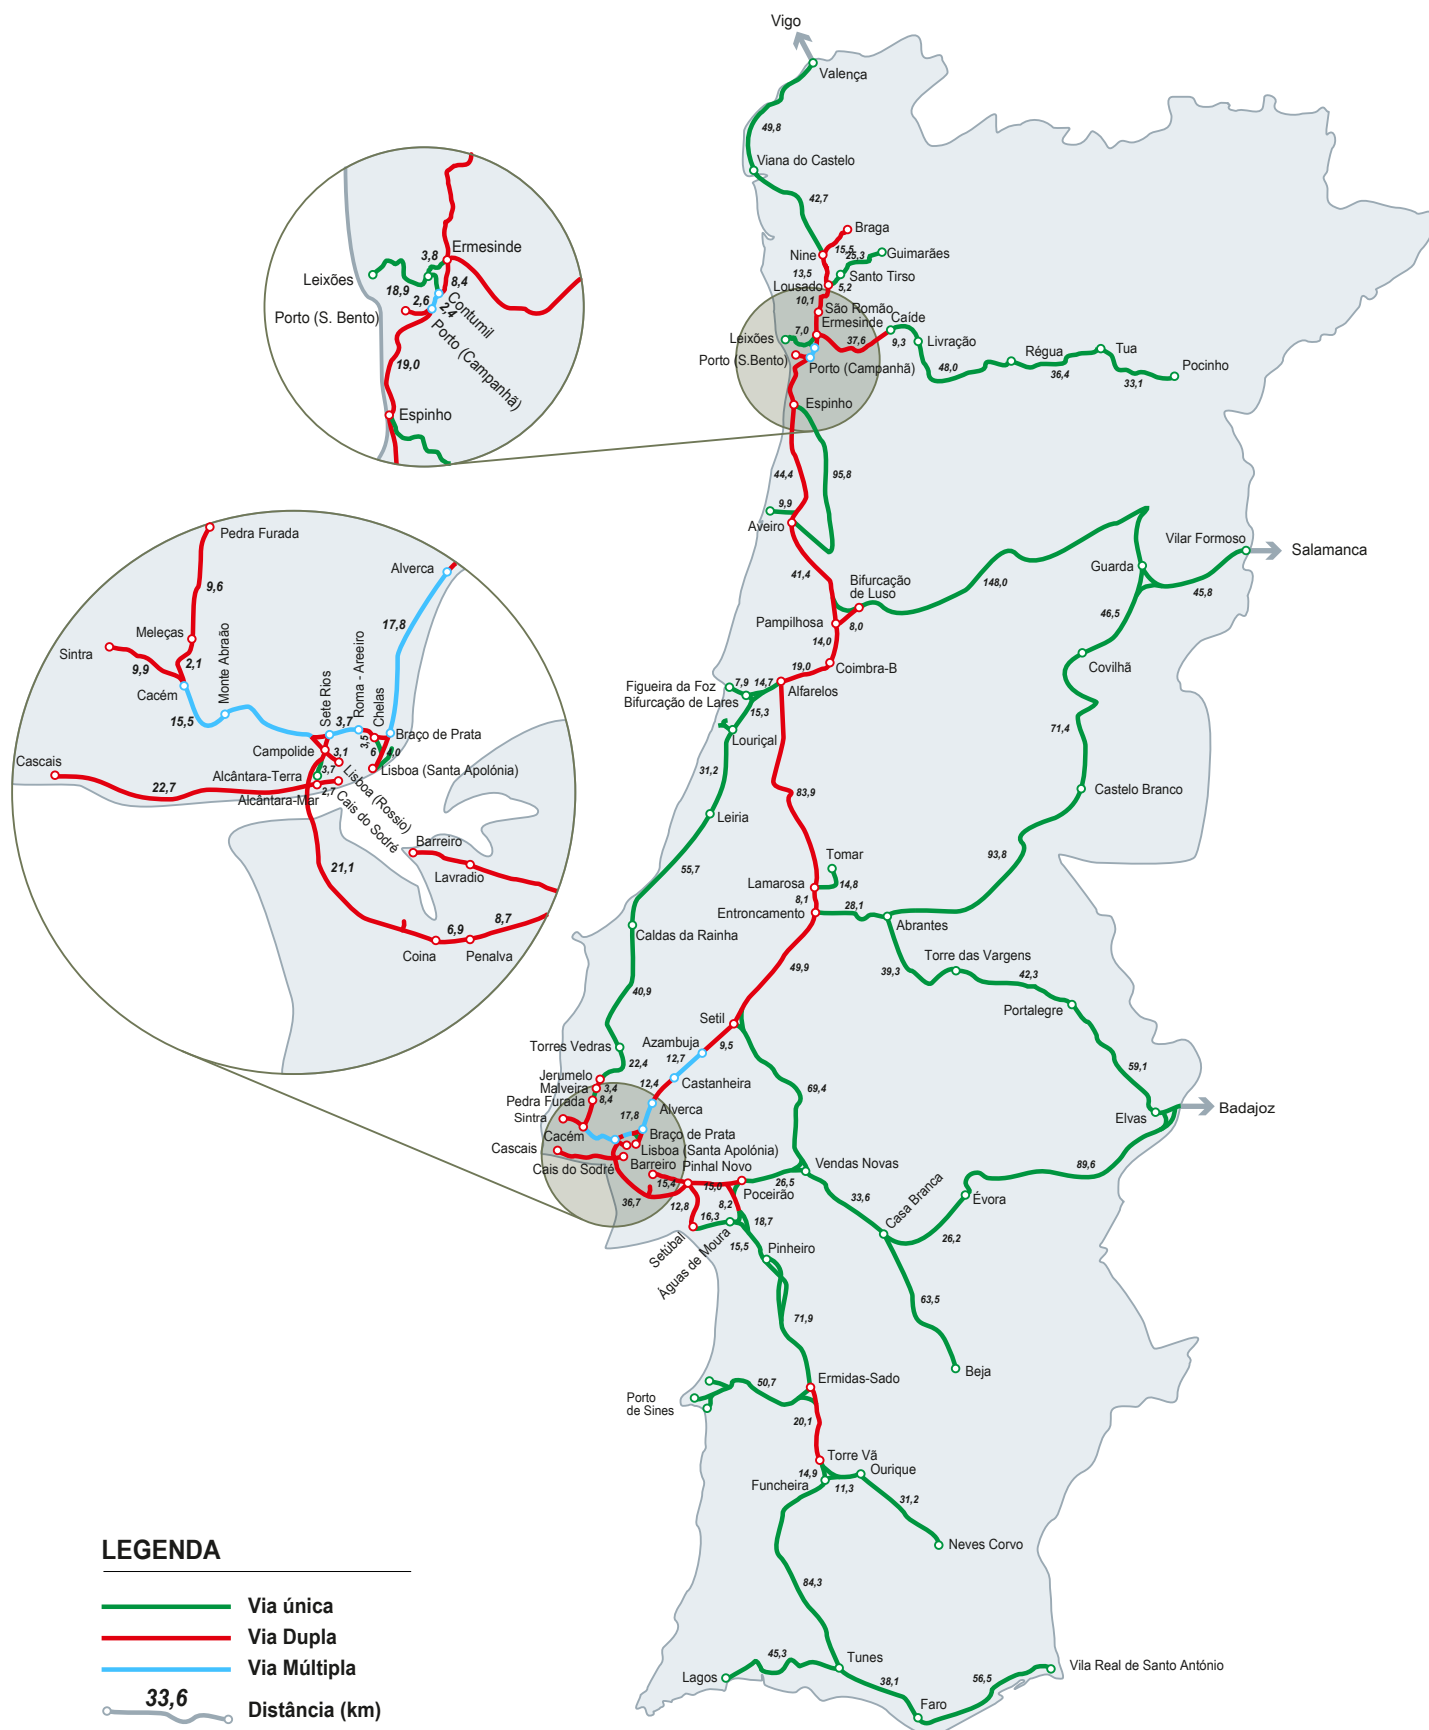 Vigo
Valença
49,8
Viana do Castelo
42,7
Braga
15,5
25,3
Guimarães
Nine
13,5
Santo Tirso
Lousado
5,2
10,1
São Romão
Ermesinde
Caíde
Leixões
7,0
37,6
9,3
Livração
Porto (S.Bento)
Porto (Campanhã)
48,0
Régua
36,4
Tua
33,1
Pocinho
Espinho
44,4
95,8
9,9
Aveiro
41,4
Bifurcação
de Luso
148,0
Guarda
Vilar Formoso
Salamanca
45,8
46,5
Pampilhosa
8,0
14,0
Coimbra-B
19,0
Covilhã
Figueira da Foz
7,9
14,7
Alfarelos
Bifurcação de Lares
15,3
Louriçal
71,4
31,2
83,9
Castelo Branco
Leiria
93,8
55,7
Tomar
Lamarosa
14,8
8,1
Entroncamento
28,1
Abrantes
Caldas da Rainha
39,3
Torre das Vargens
42,3
Portalegre
49,9
40,9
Setil
Azambuja
9,5
Torres Vedras
12,7
22,4
59,1
Jerumelo
Malveira
3,4
12,4
Castanheira
69,4
Pedra Furada
8,4
Alverca
Elvas
Badajoz
Sintra
17,8
Cacém
Braço de Prata
Cascais
Lisboa (Santa Apolónia)
Cais do Sodré
Barreiro
Pinhal Novo
Vendas Novas
89,6
15,4
15,0
Poceirão
26,5
33,6
Casa Branca
Évora
36,7
12,8
8,2
16,3
18,7
26,2
Setúbal
Águas de Moura
15,5
Pinheiro
63,5
71,9
Beja
Ermidas-Sado
50,7
Porto
de Sines
20,1
Torre Vã
14,9
Ourique
Funcheira
11,3
31,2
Neves Corvo
84,3
45,3
Tunes
Lagos
38,1
Faro
56,5
Vila Real de Santo António
3,8
Ermesinde
Leixões
8,4
18,9
2,6
Contumil
2,4
Porto (S. Bento)
Porto (Campanhã)
19,0
Espinho
Pedra Furada
Alverca
9,6
17,8
Meleças
Sintra
2,1
9,9
Monte Abraão
Cacém
15,5
Sete Rios
3,7
Roma - Areeiro
Chelas
3,5
Braço de Prata
Campolide
3,1
6
4,0
Cascais
Alcântara-Terra
3,7
Lisboa (Santa Apolónia)
22,7
Lisboa (Rossio)
Alcântara-Mar
2,7
Cais do Sodré
Barreiro
21,1
Lavradio
6,9
8,7
Coina
Penalva
LEGENDA
Via única
Via Dupla
Via Múltipla
33,6
Distância (km)